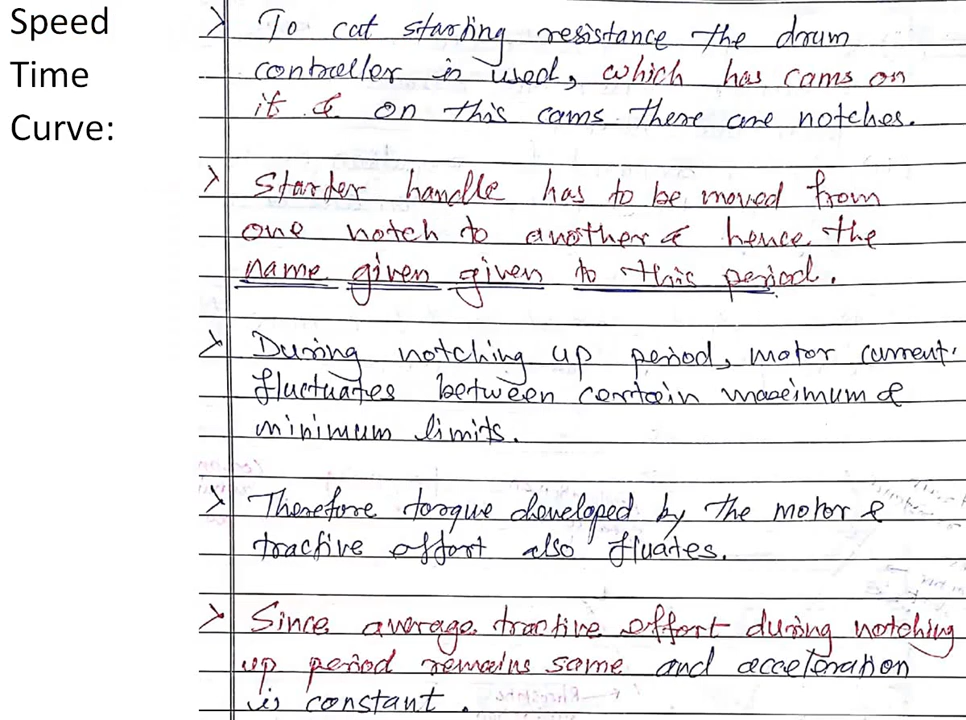 Speed
Time
Curve:
> To cut starting resistance the drum
controller is used, which has cams on
it & on this cams there are notches.
> Starter handle has to be moved from
one notch to another & hence the
name given given to this period.
> During notching up period, motor current
fluctuates between certain maximum &
minimum limits.
> Therefore torque developed by the motor &
tractive effort also fluates.
> Since average tractive effort during notching
up period remains same and acceleration
is constant.